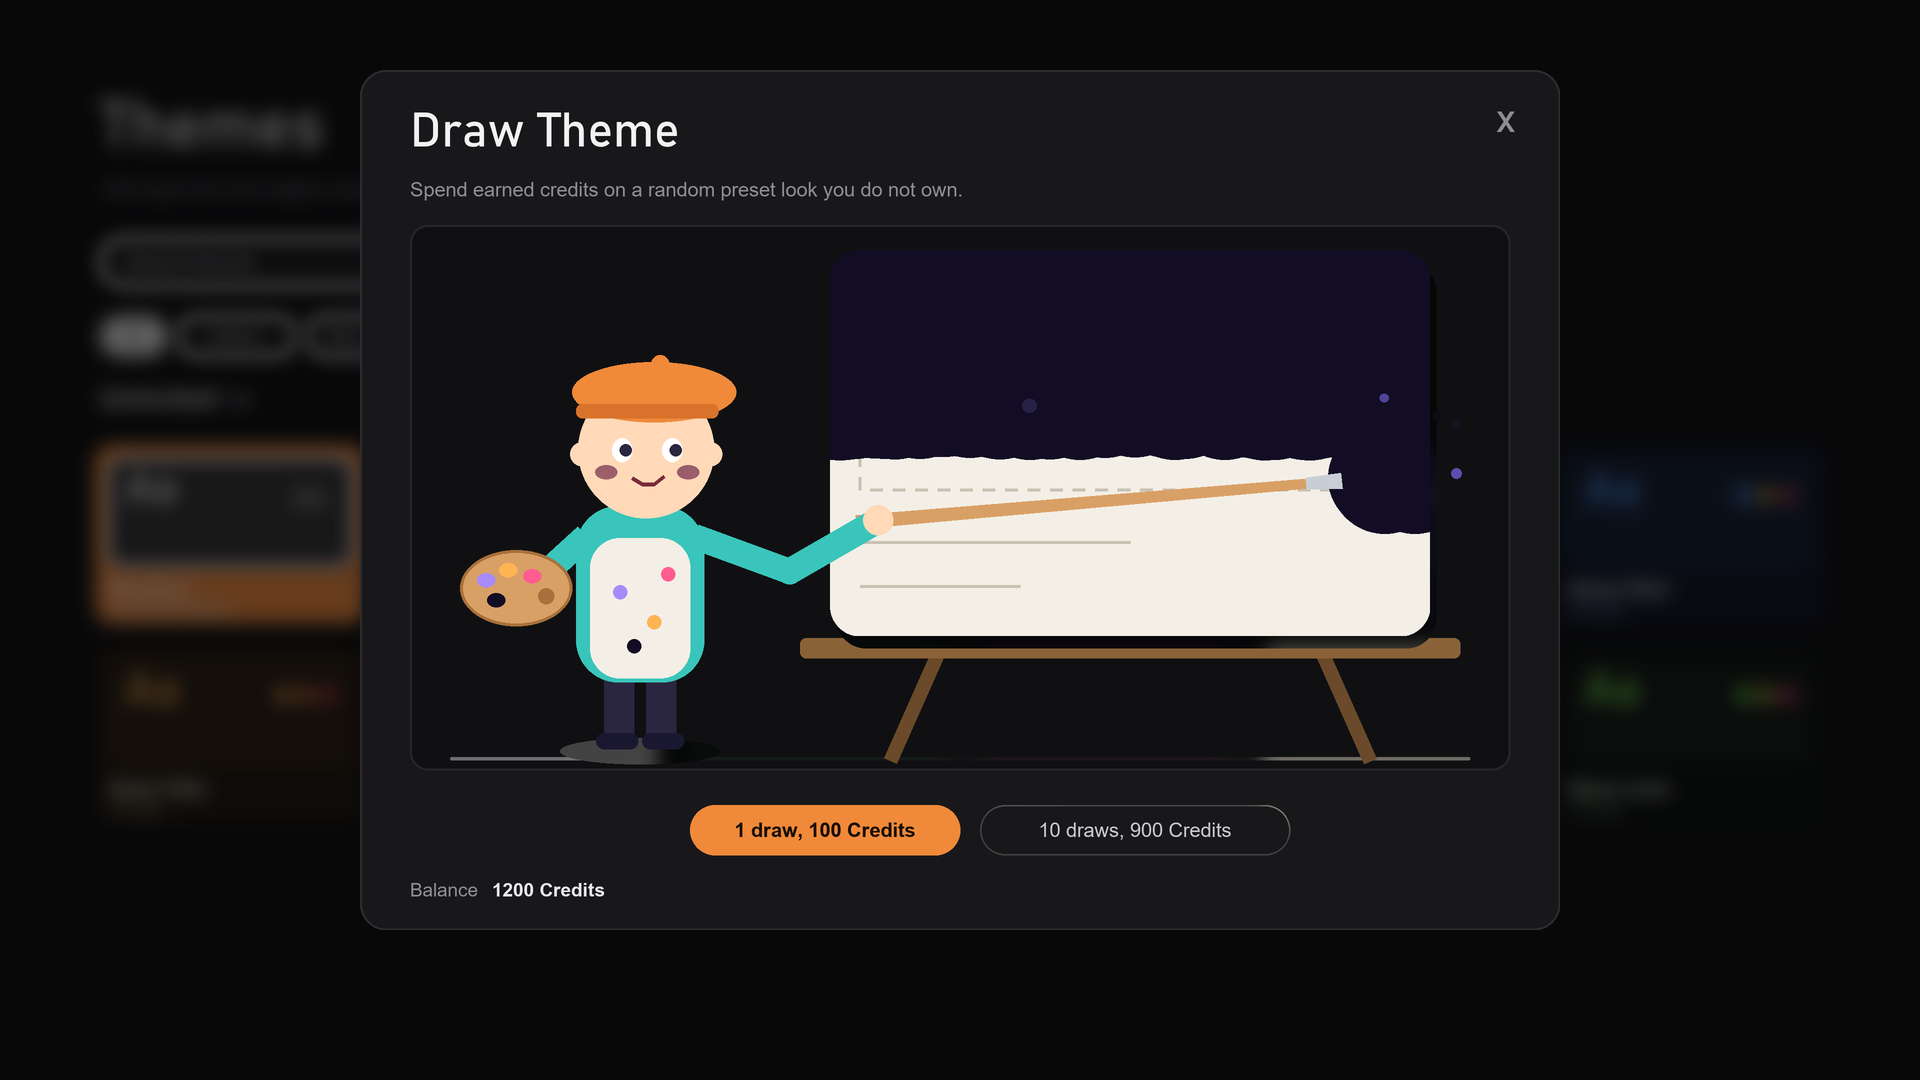 Themes
Draw Theme
X
Spend earned credits on a random preset look you do not own.
1 draw, 100 Credits
10 draws, 900 Credits
Balance 1200 Credits